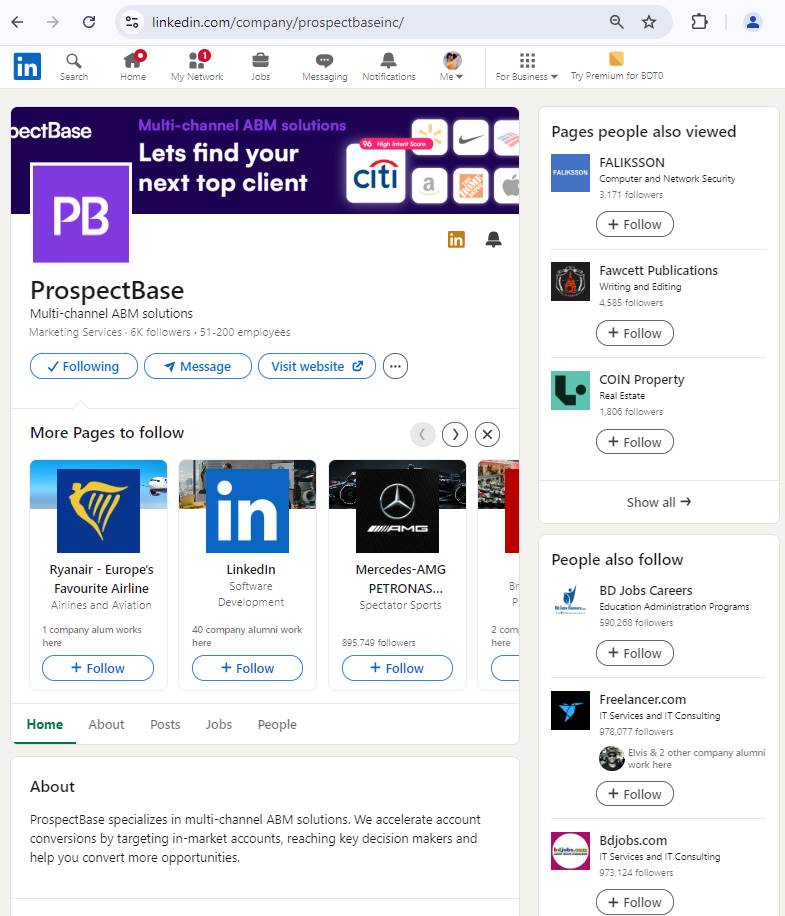 linkedin.com/company/prospectbaseinc/
in
Search
Home
1
My Network
Jobs
Messaging
Notifications
Me
For Business
Try Premium for BDT0
pectBase
Multi-channel ABM solutions
Lets find your
next top client
96 High Intent Score
citi
a
PB
in
ProspectBase
Multi-channel ABM solutions
Marketing Services · 6K followers · 51-200 employees
Following
Message
Visit website
More Pages to follow
Ryanair - Europe's
Favourite Airline
Airlines and Aviation
1 company alum works
here
+ Follow
in
LinkedIn
Software
Development
40 company alumni work
here
+ Follow
AMG
Mercedes-AMG
PETRONAS...
Spectator Sports
895,749 followers
+ Follow
Br
P
2 comp
here
Home
About
Posts
Jobs
People
About
ProspectBase specializes in multi-channel ABM solutions. We accelerate account
conversions by targeting in-market accounts, reaching key decision makers and
help you convert more opportunities.
Pages people also viewed
FALIKSSON
FALIKSSON
Computer and Network Security
3,171 followers
+ Follow
Fawcett Publications
Writing and Editing
4,585 followers
+ Follow
COIN Property
Real Estate
1,806 followers
+ Follow
Show all →
People also follow
BD Jobs Careers
Education Administration Programs
590,268 followers
+ Follow
Freelancer.com
IT Services and IT Consulting
978,077 followers
Elvis & 2 other company alumni
work here
+ Follow
bdjobs.com
Bdjobs.com
IT Services and IT Consulting
973,124 followers
+ Follow